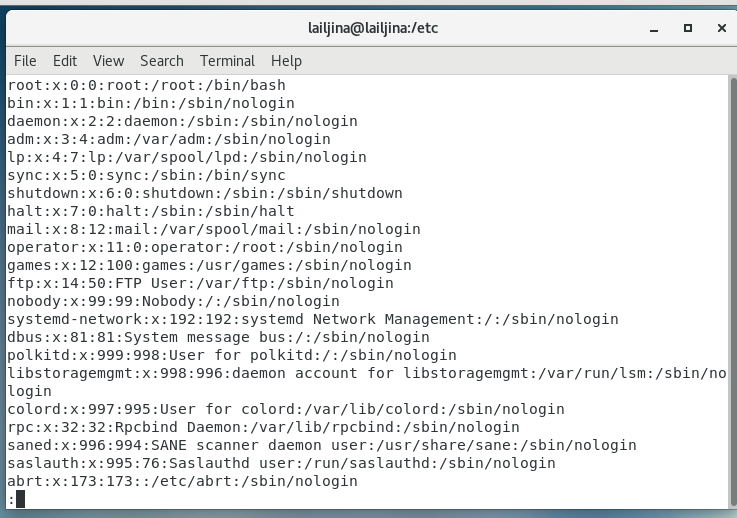 lailjina@lailjina:/etc
File Edit View Search Terminal Help
root:x:0:0:root:/root:/bin/bash
bin:x:1:1:bin:/bin:/sbin/nologin
daemon:x:2:2:daemon:/sbin:/sbin/nologin
adm:x:3:4:adm:/var/adm:/sbin/nologin
lp:x:4:7:lp:/var/spool/lpd:/sbin/nologin
sync:x:5:0:sync:/sbin:/bin/sync
shutdown:x:6:0:shutdown:/sbin:/sbin/shutdown
halt:x:7:0:halt:/sbin:/sbin/halt
mail:x:8:12:mail:/var/spool/mail:/sbin/nologin
operator:x:11:0:operator:/root:/sbin/nologin
games:x:12:100:games:/usr/games:/sbin/nologin
ftp:x:14:50:FTP User:/var/ftp:/sbin/nologin
nobody:x:99:99:Nobody:/:/sbin/nologin
systemd-network:x:192:192:systemd Network Management:/:/sbin/nologin
dbus:x:81:81:System message bus:/:/sbin/nologin
polkitd:x:999:998:User for polkitd:/:/sbin/nologin
libstoragemgmt:x:998:996:daemon account for libstoragemgmt:/var/run/lsm:/sbin/no
login
colord:x:997:995:User for colord:/var/lib/colord:/sbin/nologin
rpc:x:32:32:Rpcbind Daemon:/var/lib/rpcbind:/sbin/nologin
saned:x:996:994:SANE scanner daemon user:/usr/share/sane:/sbin/nologin
saslauth:x:995:76:Saslauthd user:/run/saslauthd:/sbin/nologin
abrt:x:173:173::/etc/abrt:/sbin/nologin
: